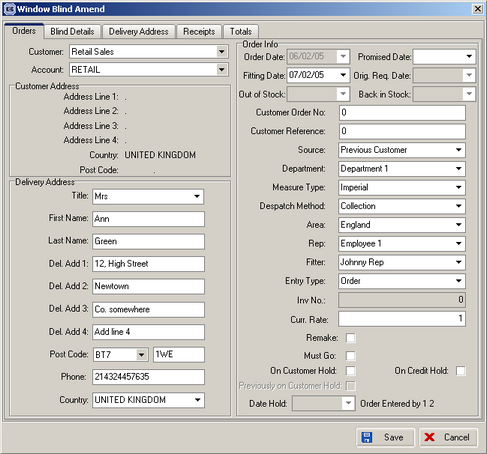 Window Blind Amend
Orders Blind Details Delivery Address Receipts Totals
Customer: Retail Sales
Account: RETAIL
Customer Address
Address Line 1: .
Address Line 2: .
Address Line 3: .
Address Line 4: .
Country: UNITED KINGDOM
Post Code: .
Delivery Address
Title: Mrs
First Name: Ann
Last Name: Green
Del. Add 1: 12, High Street
Del. Add 2: Newtown
Del. Add 3: Co. somewhere
Del. Add 4: Add line 4
Post Code: BT7 1WE
Phone: 214324457635
Country: UNITED KINGDOM
Order Info
Order Date: 06/02/05 Promised Date:
Fitting Date: 07/02/05 Orig. Req. Date:
Out of Stock: Back in Stock:
Customer Order No: 0
Customer Reference: 0
Source: Previous Customer
Department: Department 1
Measure Type: Imperial
Despatch Method: Collection
Area: England
Rep: Employee 1
Fitter: Johnny Rep
Entry Type: Order
Inv No.: 0
Curr. Rate: 1
Remake:
Must Go:
On Customer Hold: On Credit Hold:
Previously on Customer Hold:
Date Hold: Order Entered by 1 2
Save Cancel